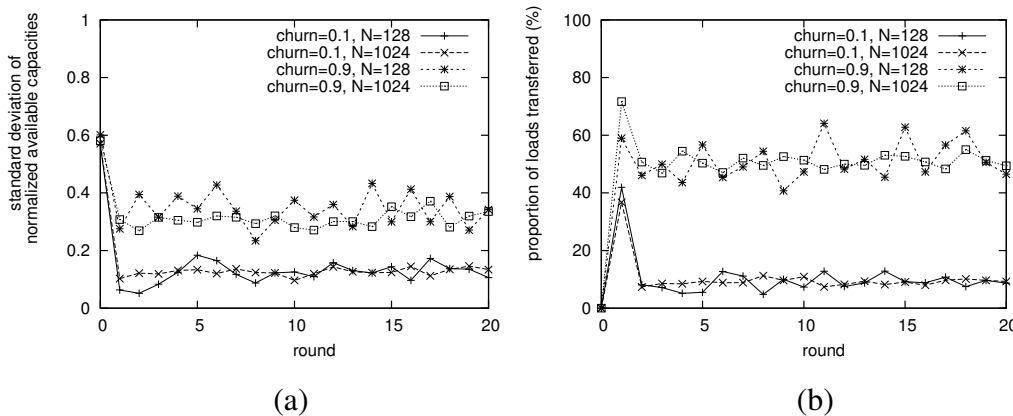 standard deviation of
normalized available capacities
1
0.8
0.6
0.4
0.2
0
0 5 10 15 20
round
churn=0.1, N=128
churn=0.1, N=1024
churn=0.9, N=128
churn=0.9, N=1024
(a)
proportion of loads transferred (%)
100
80
60
40
20
0
0 5 10 15 20
round
churn=0.1, N=128
churn=0.1, N=1024
churn=0.9, N=128
churn=0.9, N=1024
(b)